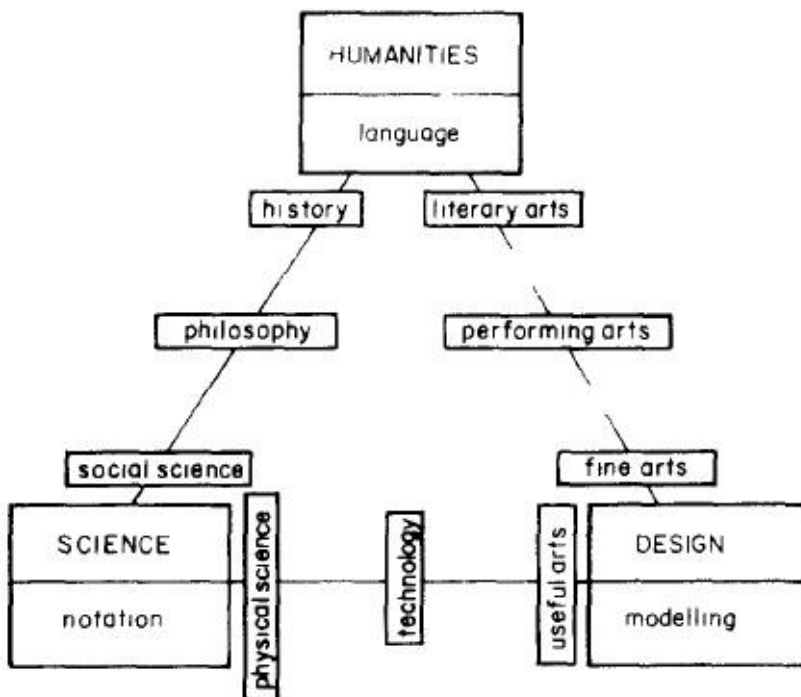 HUMANITIES
language
history
literary arts
philosophy
performing arts
social science
fine arts
SCIENCE
notation
physical science
technology
useful arts
DESIGN
modelling